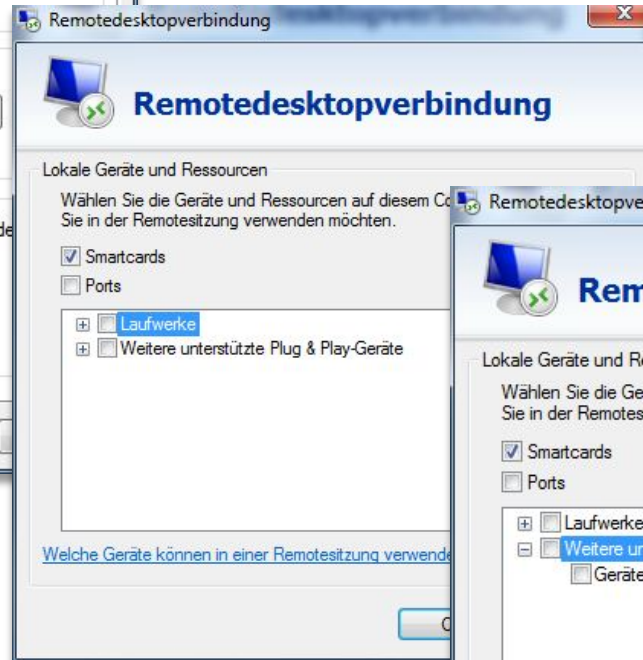 Remotedesktopverbindung
Remotedesktopverbindung
Lokale Geräte und Ressourcen
Wählen Sie die Geräte und Ressourcen auf diesem Co
Sie in der Remotesitzung verwenden möchten.
Smartcards
Ports
Laufwerke
Weitere unterstützte Plug & Play-Geräte
Welche Geräte können in einer Remotesitzung verwende
Remotedesktopve
Rem
Lokale Geräte und R
Wählen Sie die Ge
Sie in der Remotes
Smartcards
Ports
Laufwerke
Weitere un
Geräte